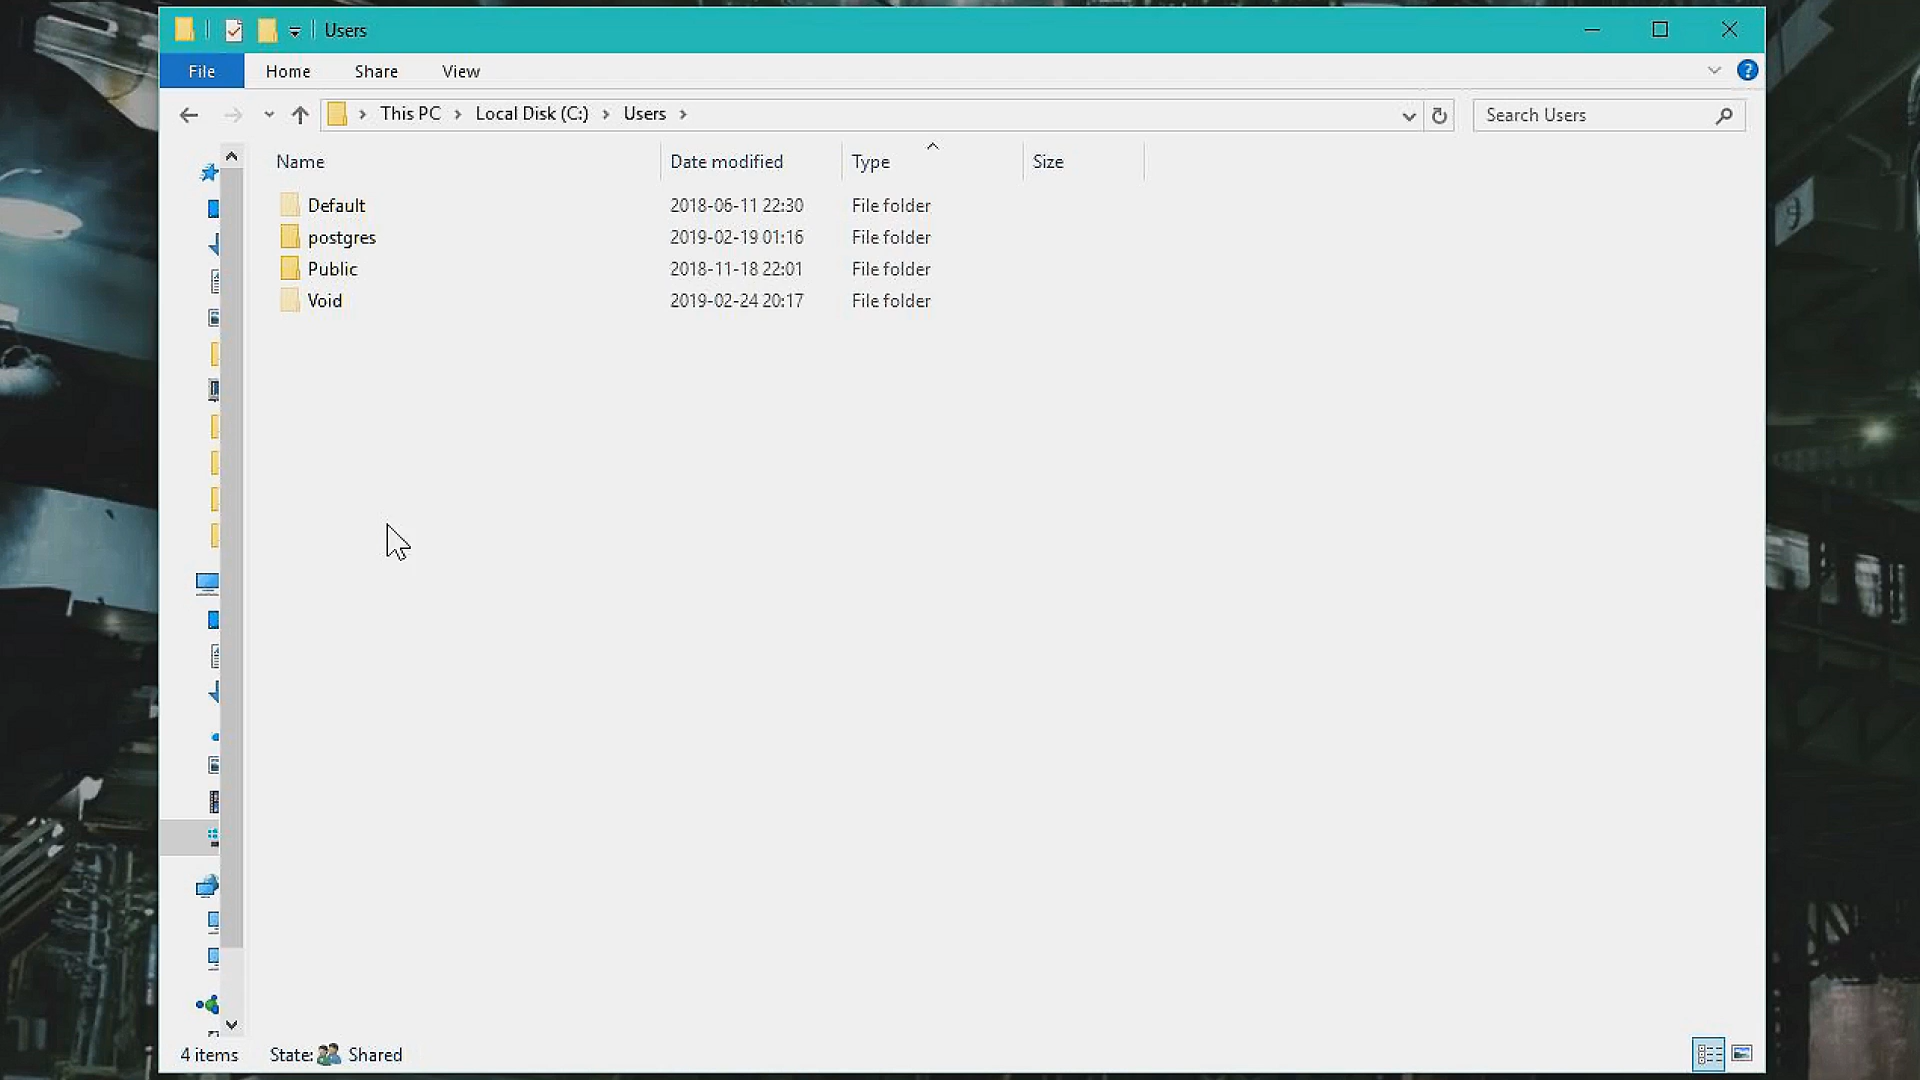 Users
File Home Share View
This PC Local Disk (C:) Users Search Users
Name Date modified Type Size
Default 2018-06-11 22:30 File folder
postgres 2019-02-19 01:16 File folder
Public 2018-11-18 22:01 File folder
Void 2019-02-24 20:17 File folder
4 items State: Shared